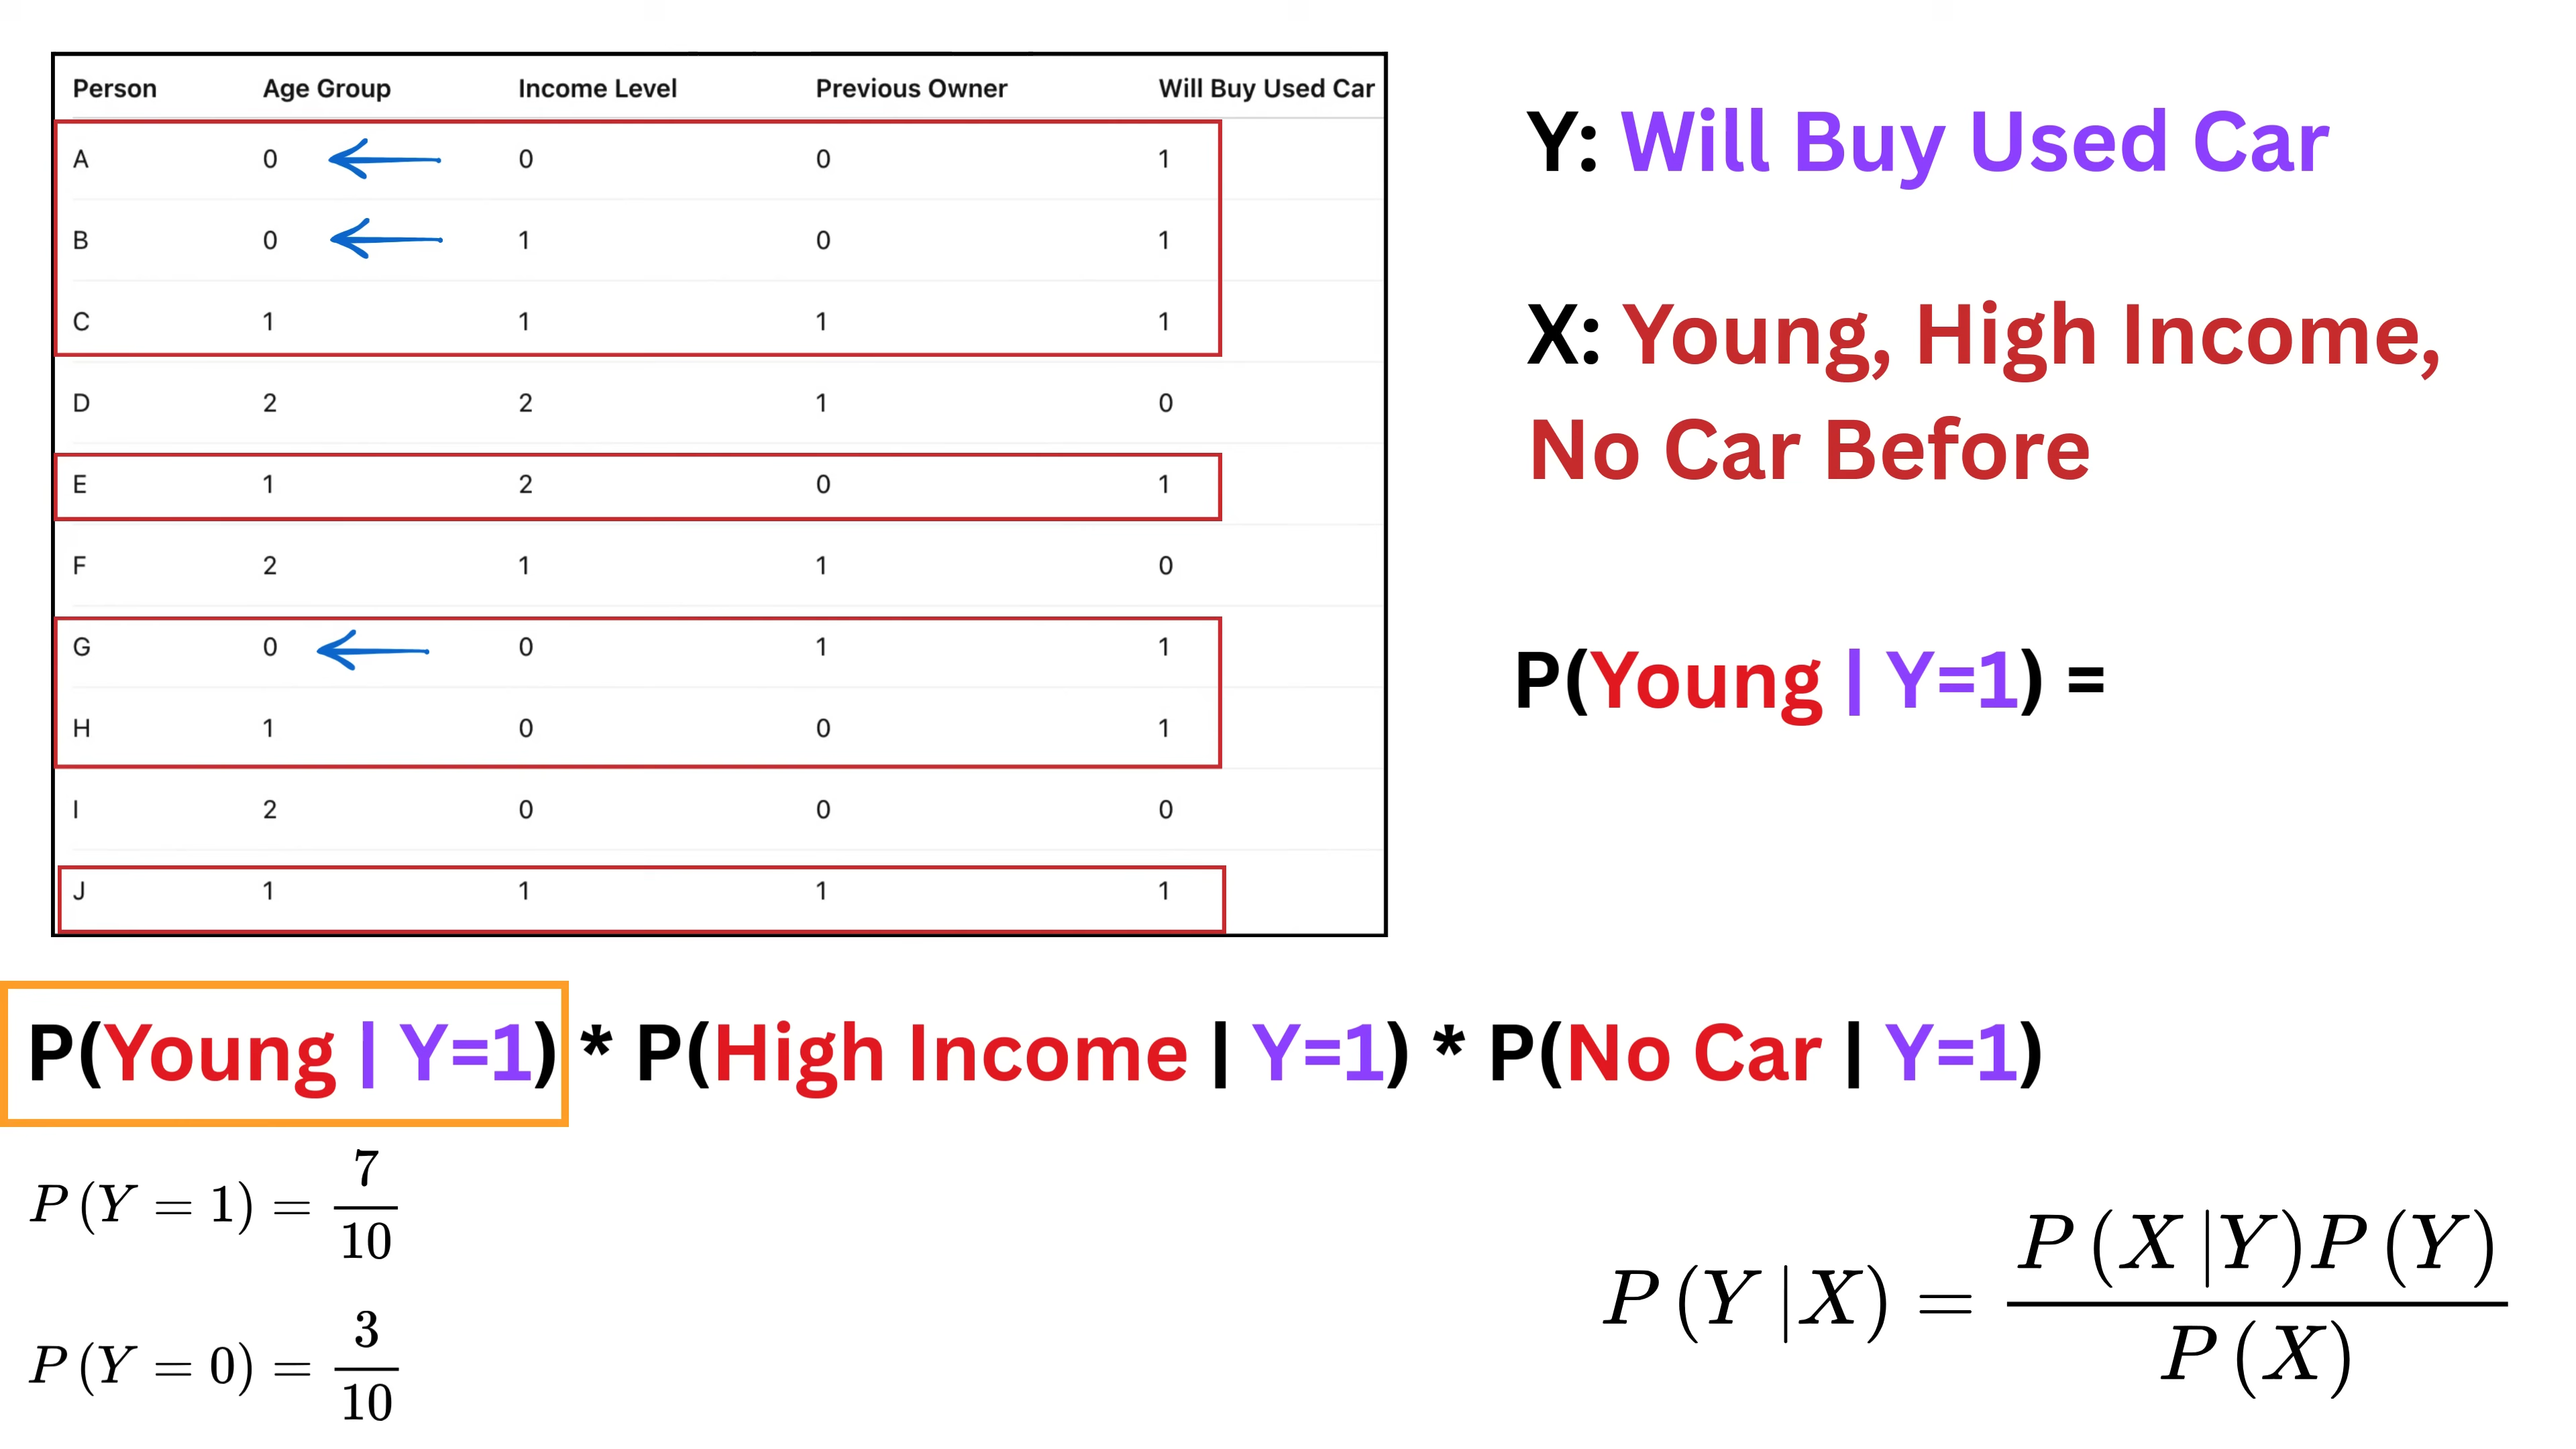 Person Age Group Income Level Previous Owner Will Buy Used Car
A 0 0 0 1
B 0 1 0 1
C 1 1 1 1
D 2 2 1 0
E 1 2 0 1
F 2 1 1 0
G 0 0 1 1
H 1 0 0 1
I 2 0 0 0
J 1 1 1 1
Y: Will Buy Used Car
X: Young, High Income,
No Car Before
P(Young | Y=1) =
P(Young | Y=1) * P(High Income | Y=1) * P(No Car | Y=1)
P(Y = 1) = 7/10
P(Y = 0) = 3/10
P(Y|X) = P(X|Y)P(Y) / P(X)